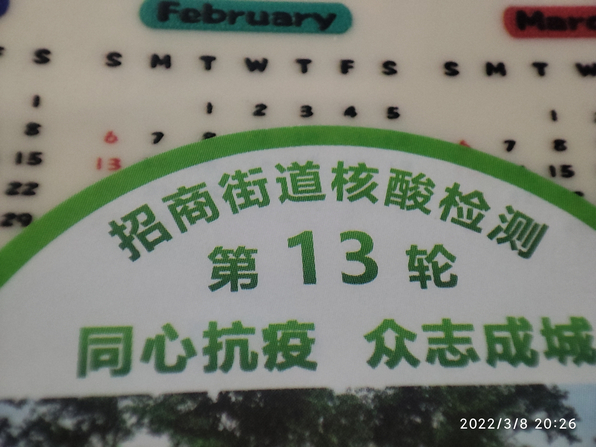 February
Marc
S S M T W T F S S M T W
1 1 2 3 4 5 1
8 6 7 7 8
15 13 15
22
29
招商街道核酸检测
第13轮
同心抗疫 众志成城
2022/3/8 20:26